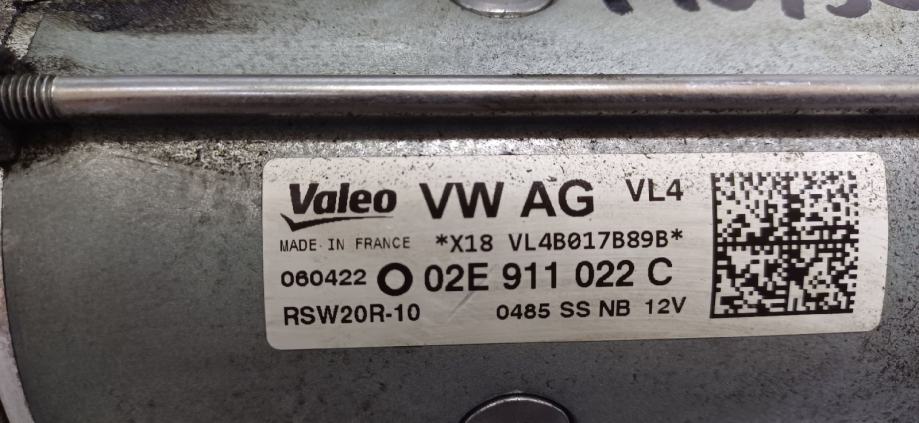 Valeo VW AG VL4
MADE IN FRANCE *X18 VL4B017B89B*
060422 O 02E 911 022 C
RSW20R-10 0485 SS NB 12V